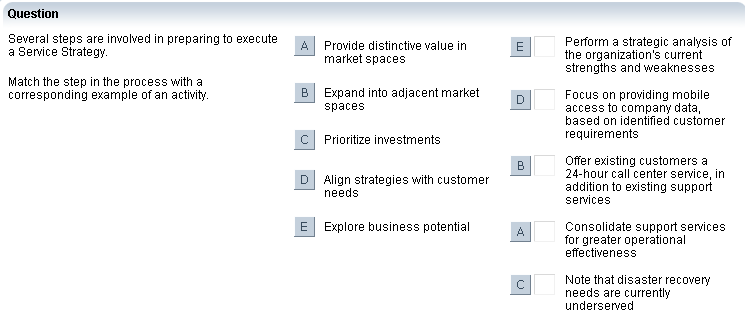 Question
Several steps are involved in preparing to execute
a Service Strategy.
Match the step in the process with a
corresponding example of an activity.
A Provide distinctive value in
market spaces
B Expand into adjacent market
spaces
C Prioritize investments
D Align strategies with customer
needs
E Explore business potential
E Perform a strategic analysis of
the organization's current
strengths and weaknesses
D Focus on providing mobile
access to company data,
based on identified customer
requirements
B Offer existing customers a
24-hour call center service, in
addition to existing support
services
A Consolidate support services
for greater operational
effectiveness
C Note that disaster recovery
needs are currently
underserved